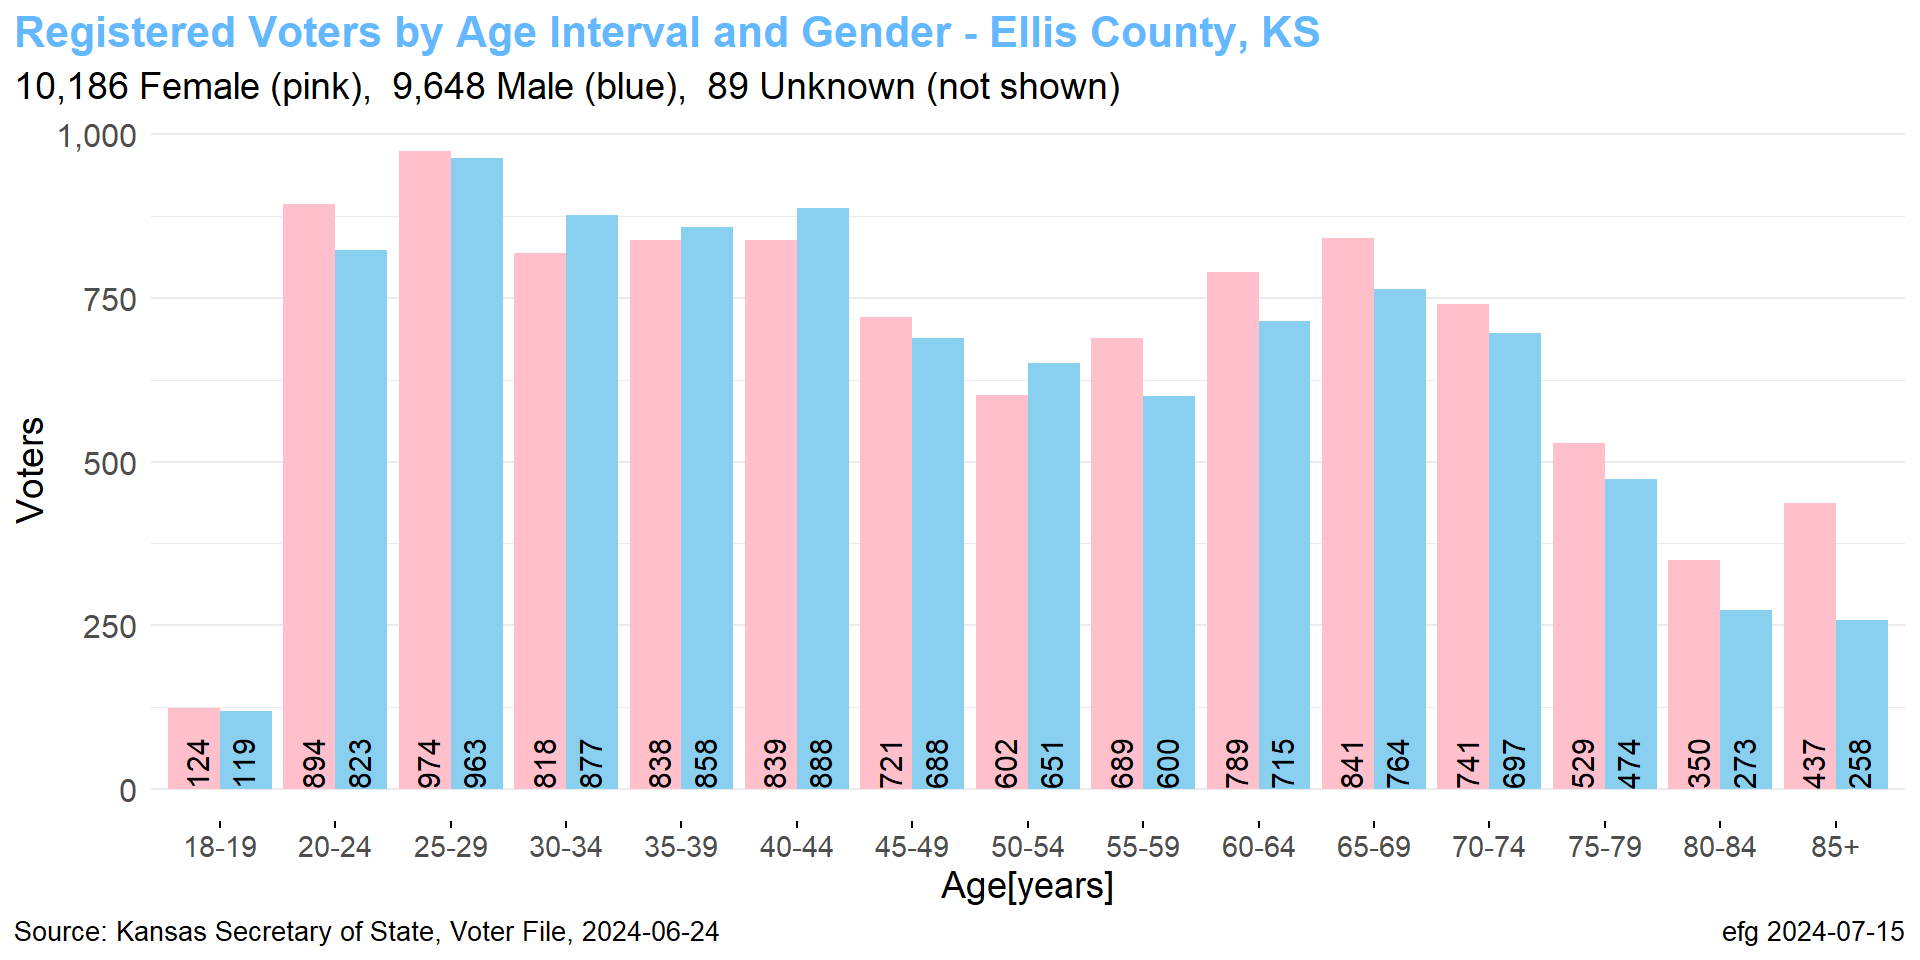 Registered Voters by Age Interval and Gender - Ellis County, KS
10,186 Female (pink),  9,648 Male (blue),  89 Unknown (not shown)
1,000
750
500
250
0
Voters
124 119 894 823 974 963 818 877 838 858 839 888 721 688 602 651 689 600 789 715 841 764 741 697 529 474 350 273 437 258
18-19 20-24 25-29 30-34 35-39 40-44 45-49 50-54 55-59 60-64 65-69 70-74 75-79 80-84 85+
Age[years]
Source: Kansas Secretary of State, Voter File, 2024-06-24
efg 2024-07-15